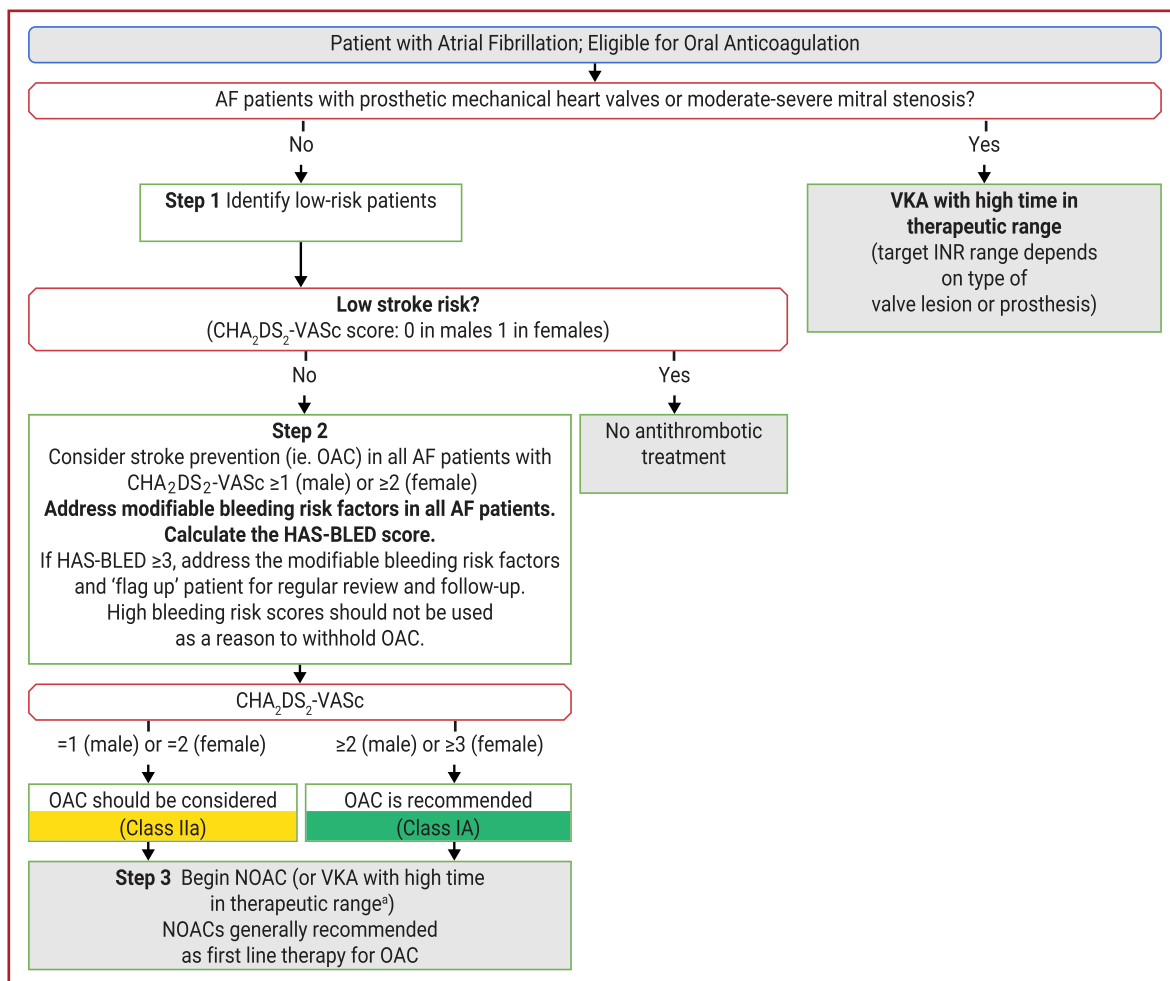 Patient with Atrial Fibrillation; Eligible for Oral Anticoagulation
AF patients with prosthetic mechanical heart valves or moderate-severe mitral stenosis?
No
Yes
Step 1 Identify low-risk patients
VKA with high time in
therapeutic range
(target INR range depends
on type of
valve lesion or prosthesis)
Low stroke risk?
(CHA₂DS₂-VASc score: 0 in males 1 in females)
No
Yes
Step 2
Consider stroke prevention (ie. OAC) in all AF patients with
CHA₂DS₂-VASc ≥1 (male) or ≥2 (female)
Address modifiable bleeding risk factors in all AF patients.
Calculate the HAS-BLED score.
If HAS-BLED ≥3, address the modifiable bleeding risk factors
and ‘flag up’ patient for regular review and follow-up.
High bleeding risk scores should not be used
as a reason to withhold OAC.
No antithrombotic
treatment
CHA₂DS₂-VASc
=1 (male) or =2 (female)
≥2 (male) or ≥3 (female)
OAC should be considered
(Class IIa)
OAC is recommended
(Class IA)
Step 3 Begin NOAC (or VKA with high time
in therapeutic rangeᵃ)
NOACs generally recommended
as first line therapy for OAC